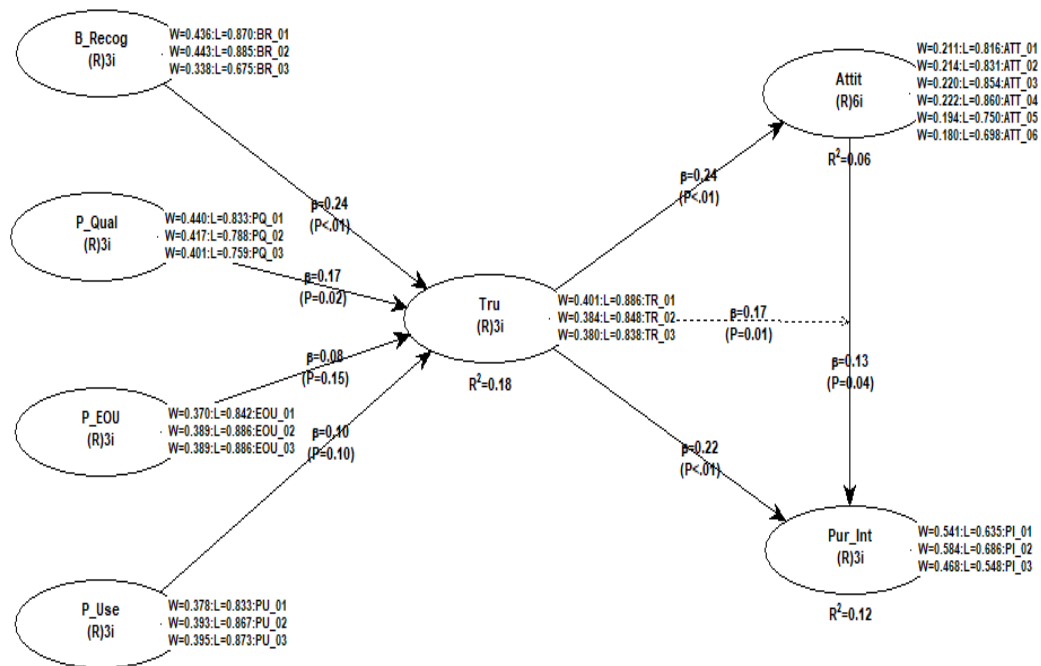 B_Recog
(R)3i
W=0.436:L=0.870:BR_01
W=0.443:L=0.885:BR_02
W=0.338:L=0.675:BR_03
Attit
(R)6i
W=0.211:L=0.816:ATT_01
W=0.214:L=0.831:ATT_02
W=0.220:L=0.854:ATT_03
W=0.222:L=0.860:ATT_04
W=0.194:L=0.750:ATT_05
W=0.180:L=0.698:ATT_06
R²=0.06
β=0.24
(P<.01)
β=0.24
(P<.01)
P_Qual
(R)3i
W=0.440:L=0.833:PQ_01
W=0.417:L=0.788:PQ_02
W=0.401:L=0.759:PQ_03
β=0.17
(P=0.02)
Tru
(R)3i
W=0.401:L=0.886:TR_01
W=0.384:L=0.848:TR_02
W=0.380:L=0.838:TR_03
R²=0.18
β=0.17
(P=0.01)
β=0.08
(P=0.15)
β=0.13
(P=0.04)
P_EOU
(R)3i
W=0.370:L=0.842:EOU_01
W=0.389:L=0.886:EOU_02
W=0.389:L=0.886:EOU_03
β=0.10
(P=0.10)
β=0.22
(P<.01)
Pur_Int
(R)3i
W=0.541:L=0.635:PI_01
W=0.584:L=0.686:PI_02
W=0.468:L=0.548:PI_03
R²=0.12
P_Use
(R)3i
W=0.378:L=0.833:PU_01
W=0.393:L=0.867:PU_02
W=0.395:L=0.873:PU_03